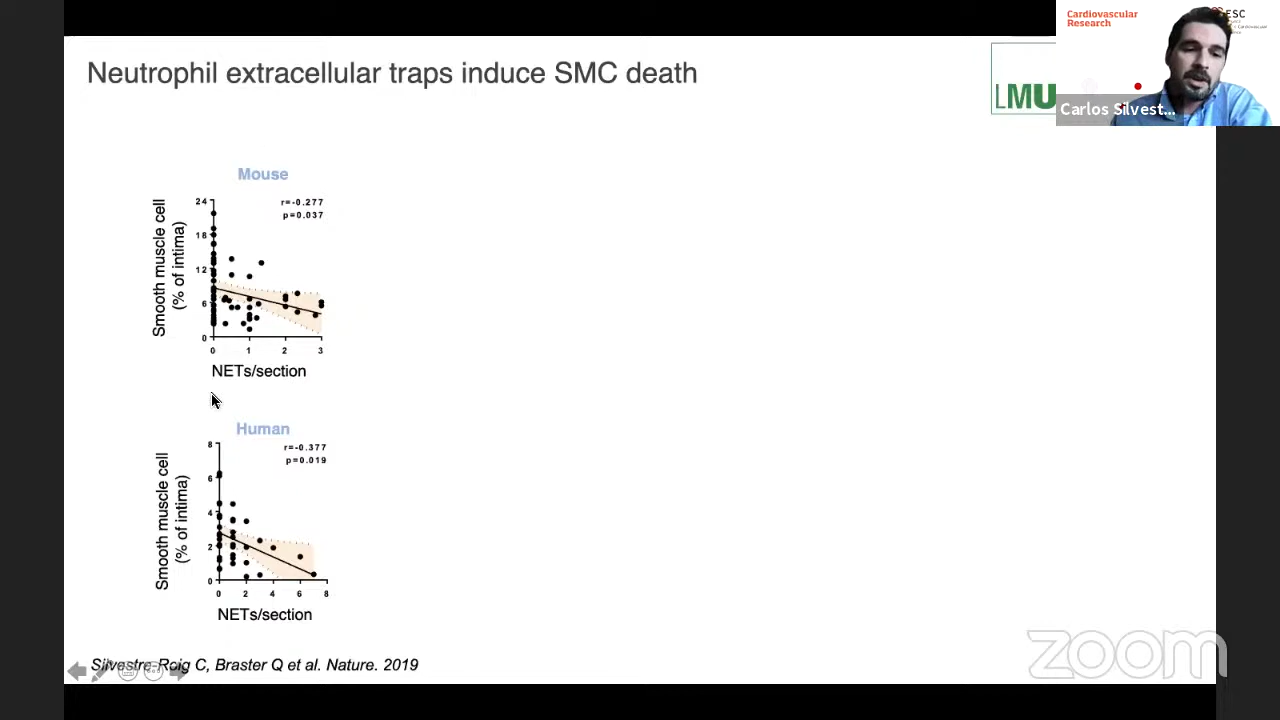 Neutrophil extracellular traps induce SMC death
LMU
Cardiovascular
Research
ESC
Carlos Silvest...
Mouse
r=-0.277
p=0.037
Smooth muscle cell
(% of intima)
24
18
12
6
0
0 1 2 3
NETs/section
Human
r=-0.377
p=0.019
Smooth muscle cell
(% of intima)
8
6
4
2
0
0 2 4 6 8
NETs/section
Silvestre-Roig C, Braster Q et al. Nature. 2019
zoom